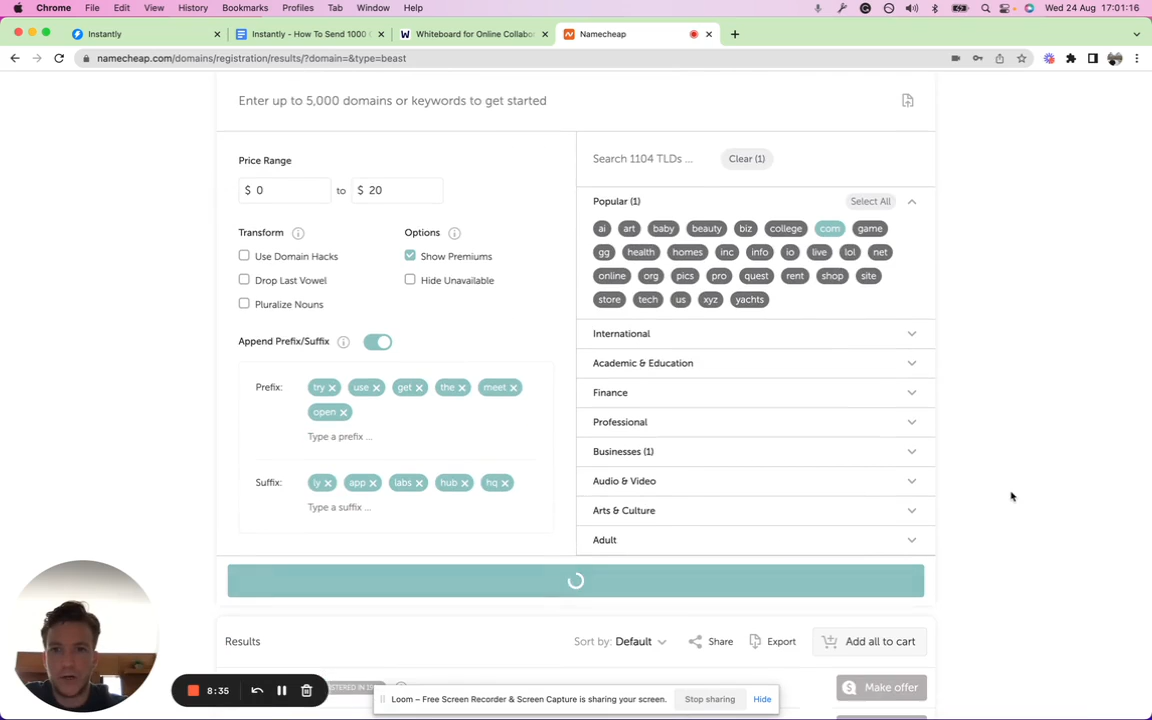 Chrome File Edit View History Bookmarks Profiles Tab Window Help Wed 24 Aug 17:01:16
Instantly Instantly - How To Send 1000 ( Whiteboard for Online Collabor Namecheap
namecheap.com/domains/registration/results/?domain=&type=beast
Enter up to 5,000 domains or keywords to get started
Price Range
$ 0 to $ 20
Transform Options
Use Domain Hacks Show Premiums
Drop Last Vowel Hide Unavailable
Pluralize Nouns
Append Prefix/Suffix
Prefix: try use get the meet
open
Type a prefix ...
Suffix: ly app labs hub hq
Type a suffix ...
Search 1104 TLDs ... Clear (1)
Popular (1) Select All
ai art baby beauty biz college com game
gg health homes inc info io live lol net
online org pics pro quest rent shop site
store tech us xyz yachts
International
Academic & Education
Finance
Professional
Businesses (1)
Audio & Video
Arts & Culture
Adult
Results Sort by: Default Share Export Add all to cart
Make offer
8:35
Loom – Free Screen Recorder & Screen Capture is sharing your screen. Stop sharing Hide